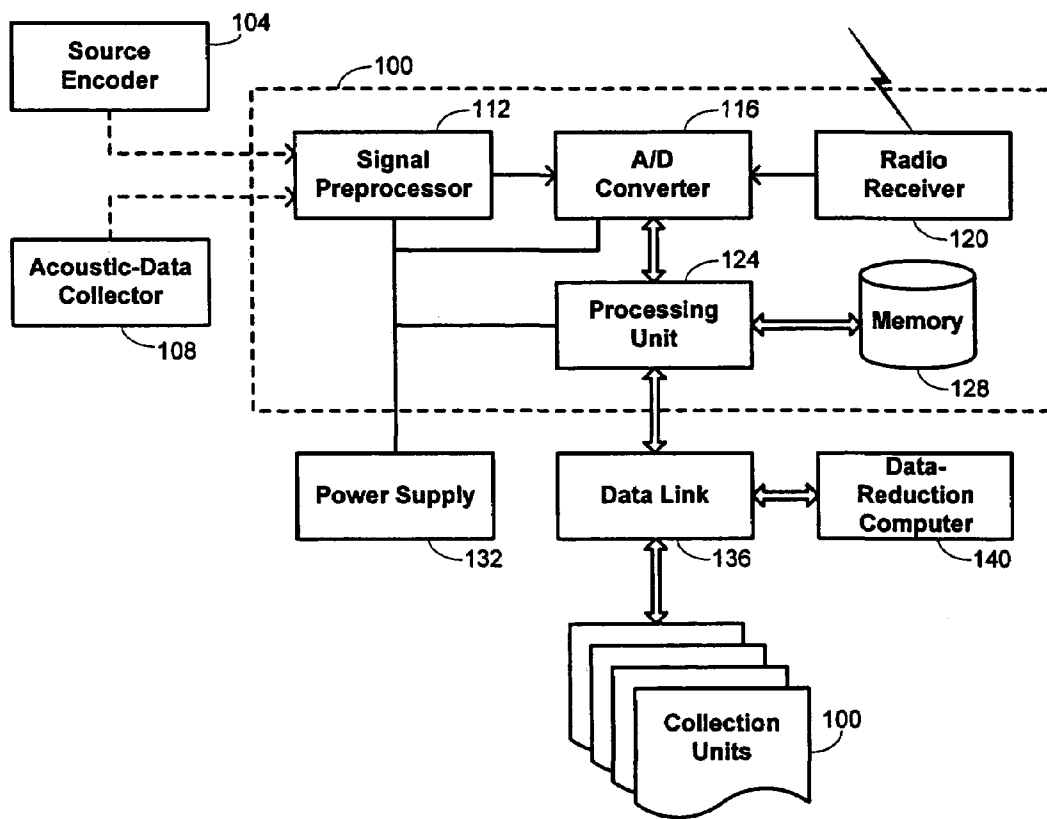 104
Source
Encoder
100
112
116
Signal
Preprocessor
A/D
Converter
Radio
Receiver
120
Acoustic-Data
Collector
108
124
Processing
Unit
Memory
128
Power Supply
132
Data Link
136
Data-
Reduction
Computer
140
Collection
Units
100